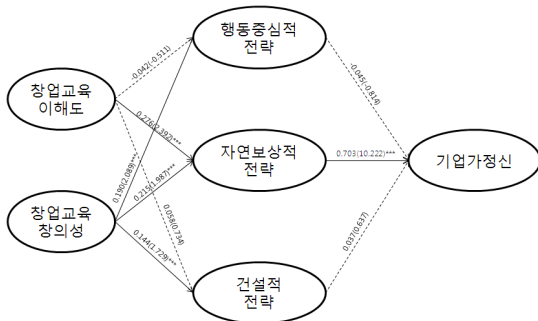 행동중심적
전략
-0.042(-0.511)
-0.045(-0.814)
창업교육
이해도
0.276(2.392)***
0.190(2.089)***
자연보상적
전략
0.703(10.222)***
기업가정신
0.215(1.987)***
창업교육
창의성
0.058(0.734)
0.144(1.729)***
0.037(0.637)
건설적
전략